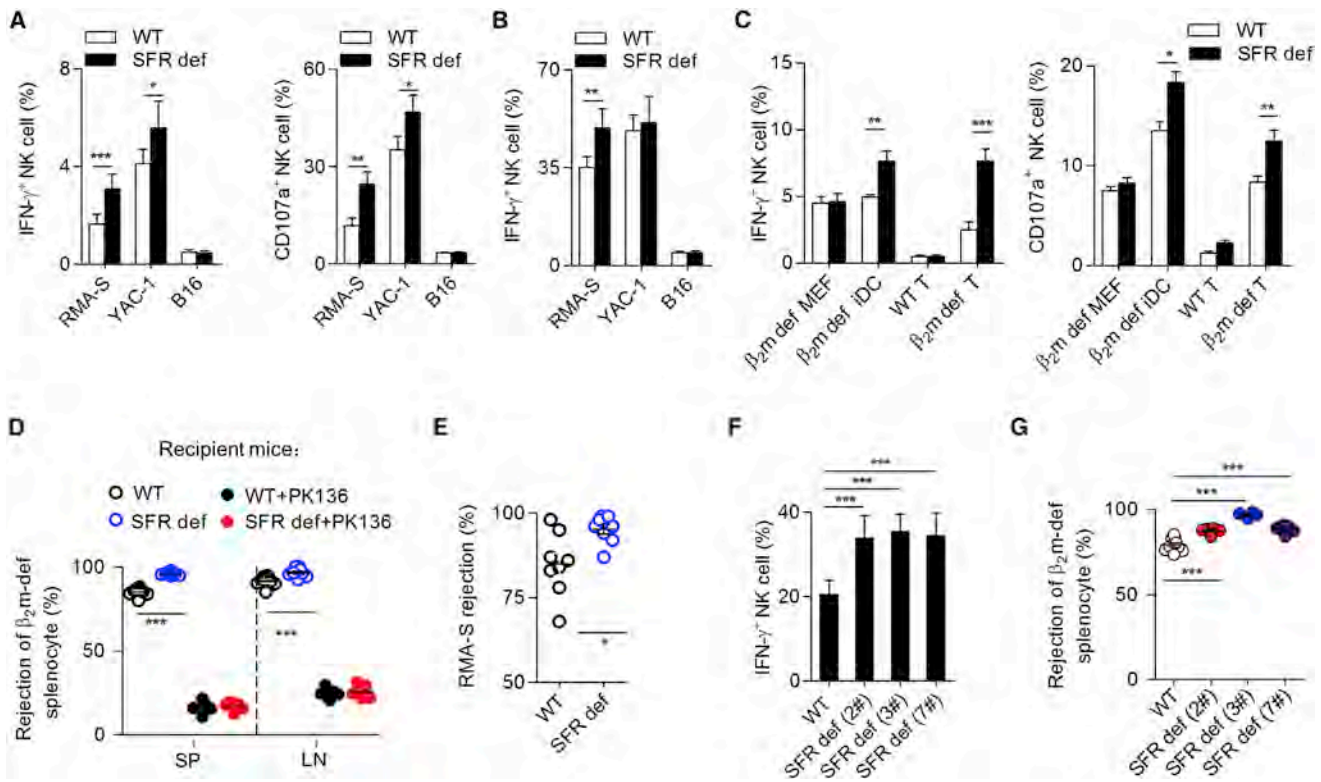 A
WT
SFR def
IFN-γ⁺ NK cell (%)
8
4
0
***
*
RMA-S
YAC-1
B16
CD107a⁺ NK cell (%)
60
30
0
**
*
RMA-S
YAC-1
B16
B
WT
SFR def
IFN-γ⁺ NK cell (%)
70
35
0
**
RMA-S
YAC-1
B16
C
WT
SFR def
IFN-γ⁺ NK cell (%)
15
10
5
0
**
***
β₂m def MEF
β₂m def iDC
WT T
β₂m def T
CD107a⁺ NK cell (%)
20
10
0
*
**
β₂m def MEF
β₂m def iDC
WT T
β₂m def T
D
Recipient mice:
WT
WT+PK136
SFR def
SFR def+PK136
Rejection of β₂m-def
splenocyte (%)
100
50
0
***
***
SP
LN
E
RMA-S rejection (%)
100
75
50
*
WT
SFR def
F
IFN-γ⁺ NK cell (%)
40
20
0
***
***
***
WT
SFR def (2#)
SFR def (3#)
SFR def (7#)
G
Rejection of β₂m-def
splenocyte (%)
100
50
0
***
***
***
WT
SFR def (2#)
SFR def (3#)
SFR def (7#)